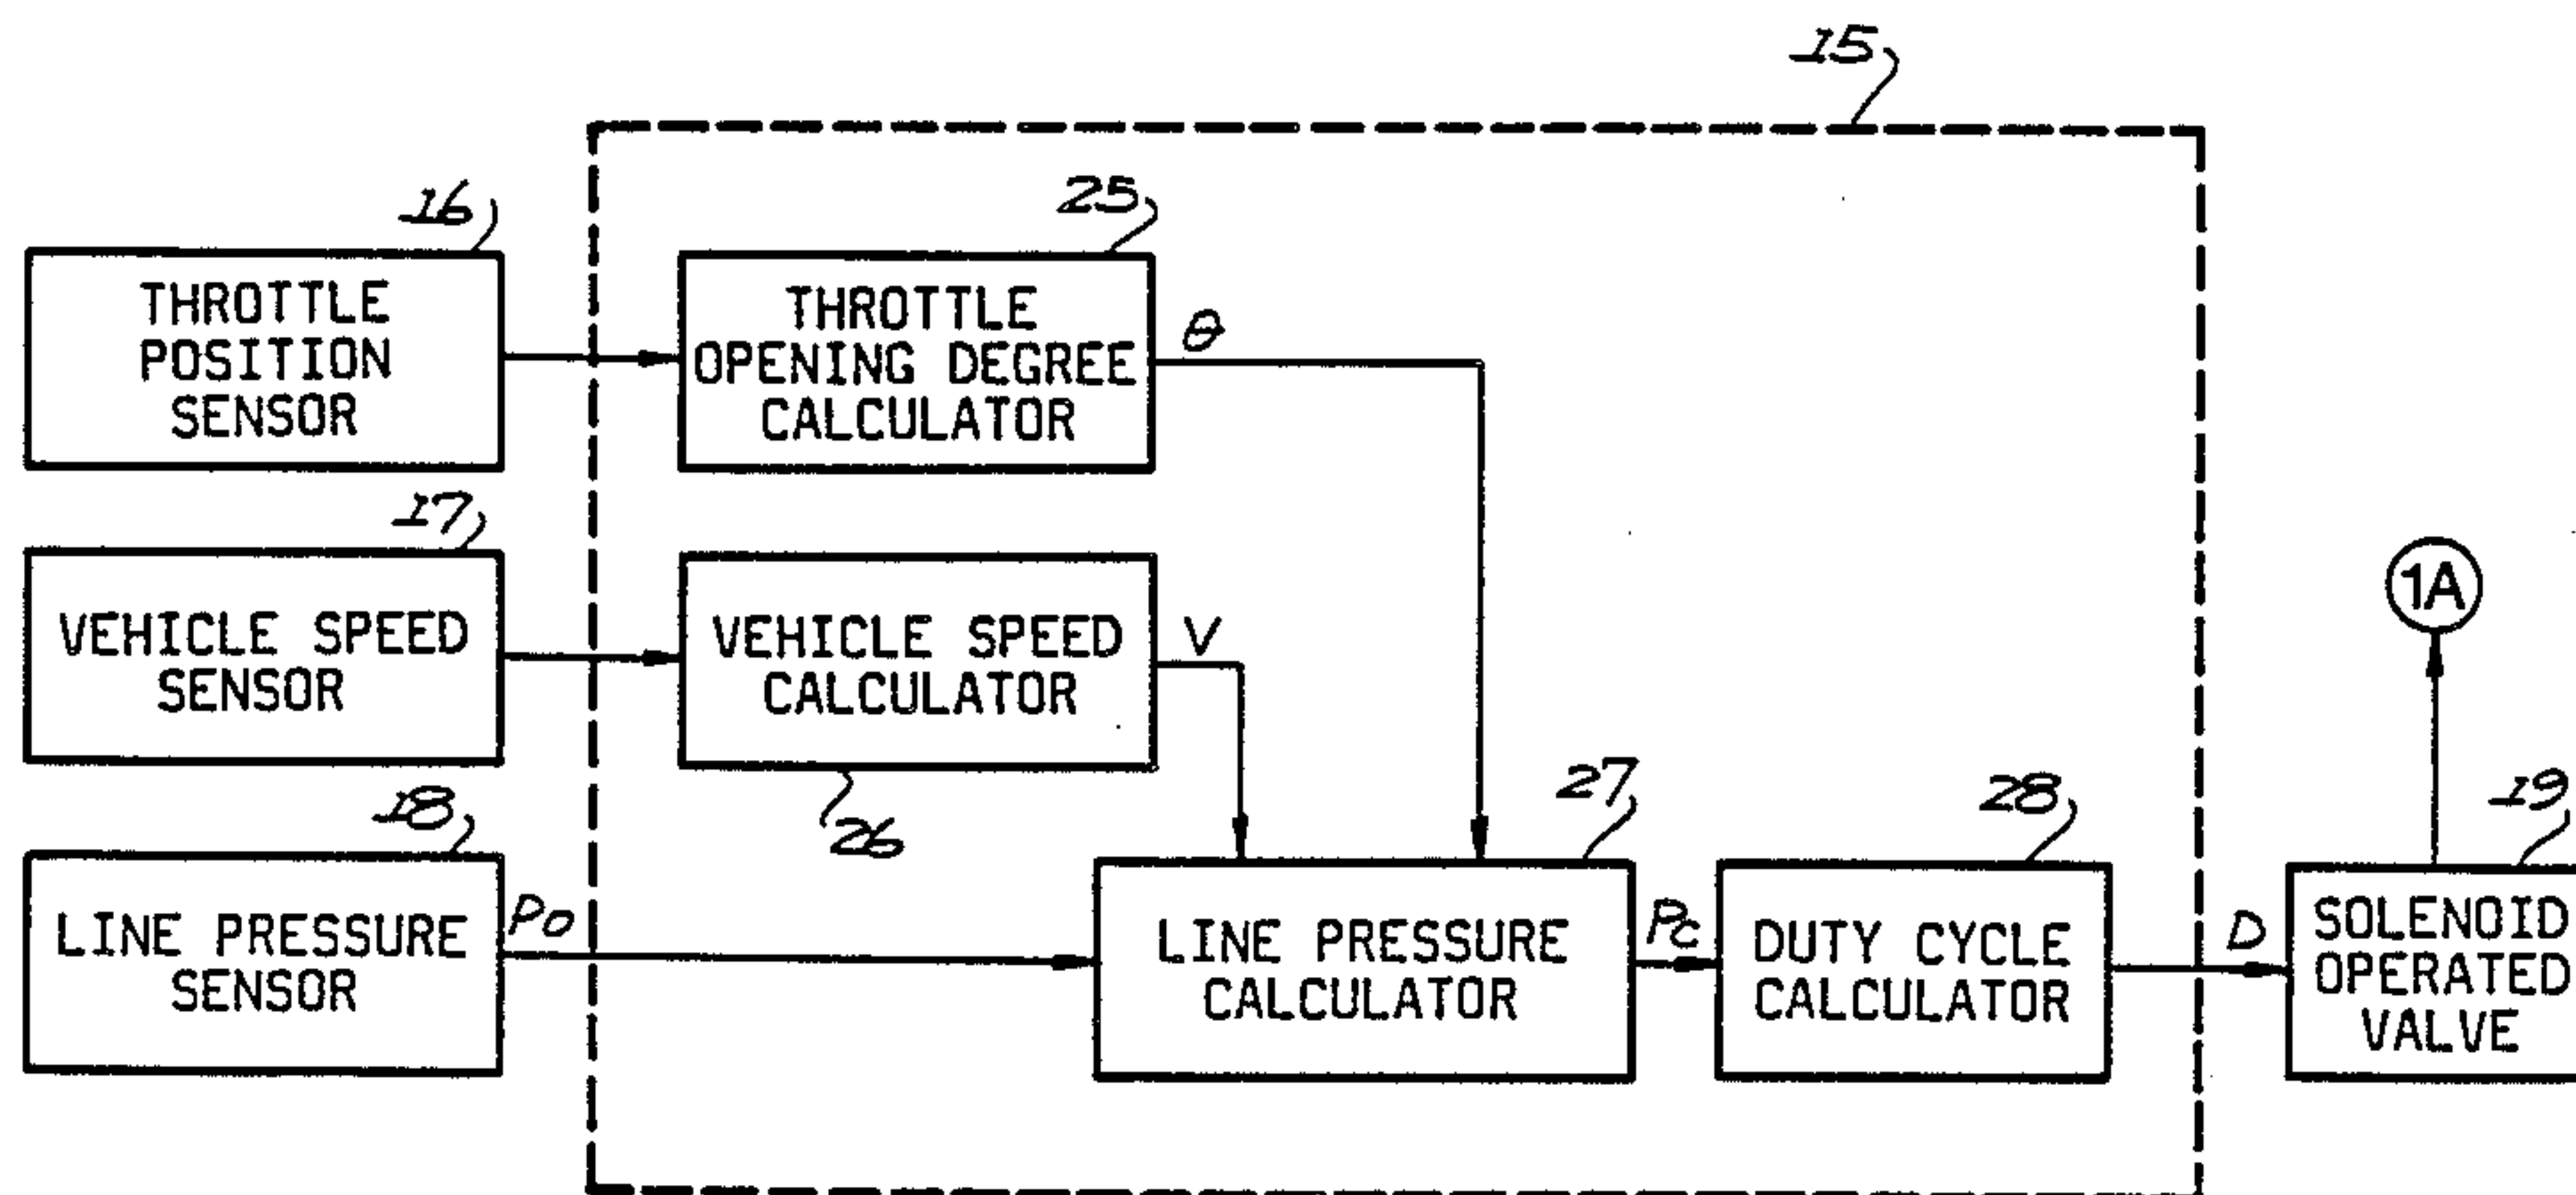 15
16
THROTTLE
POSITION
SENSOR
25
THROTTLE
OPENING DEGREE
CALCULATOR
θ
17
VEHICLE SPEED
SENSOR
VEHICLE SPEED
CALCULATOR
26
V
1A
18
LINE PRESSURE
SENSOR
Po
27
LINE PRESSURE
CALCULATOR
Pc
28
DUTY CYCLE
CALCULATOR
D
19
SOLENOID
OPERATED
VALVE